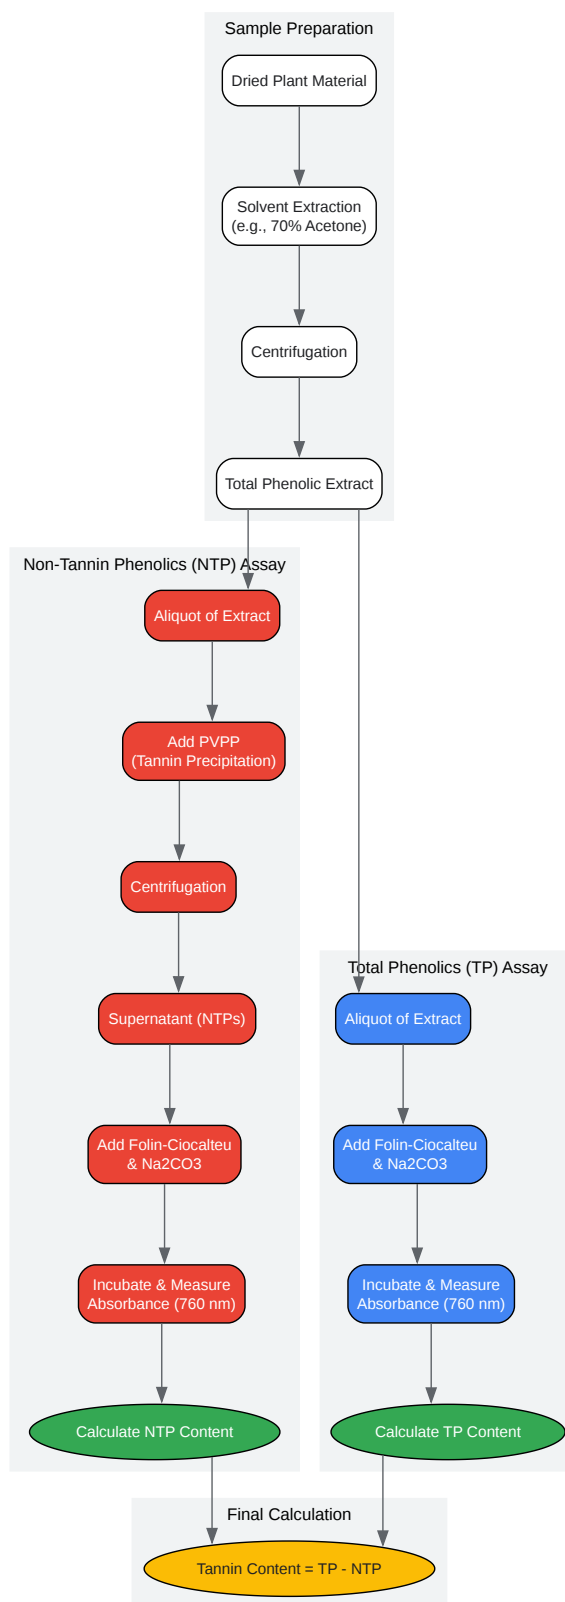 Sample Preparation
Dried Plant Material
Solvent Extraction
(e.g., 70% Acetone)
Centrifugation
Total Phenolic Extract
Non-Tannin Phenolics (NTP) Assay
Aliquot of Extract
Add PVPP
(Tannin Precipitation)
Centrifugation
Supernatant (NTPs)
Add Folin-Ciocalteu
& Na2CO3
Incubate & Measure
Absorbance (760 nm)
Calculate NTP Content
Total Phenolics (TP) Assay
Aliquot of Extract
Add Folin-Ciocalteu
& Na2CO3
Incubate & Measure
Absorbance (760 nm)
Calculate TP Content
Final Calculation
Tannin Content = TP - NTP